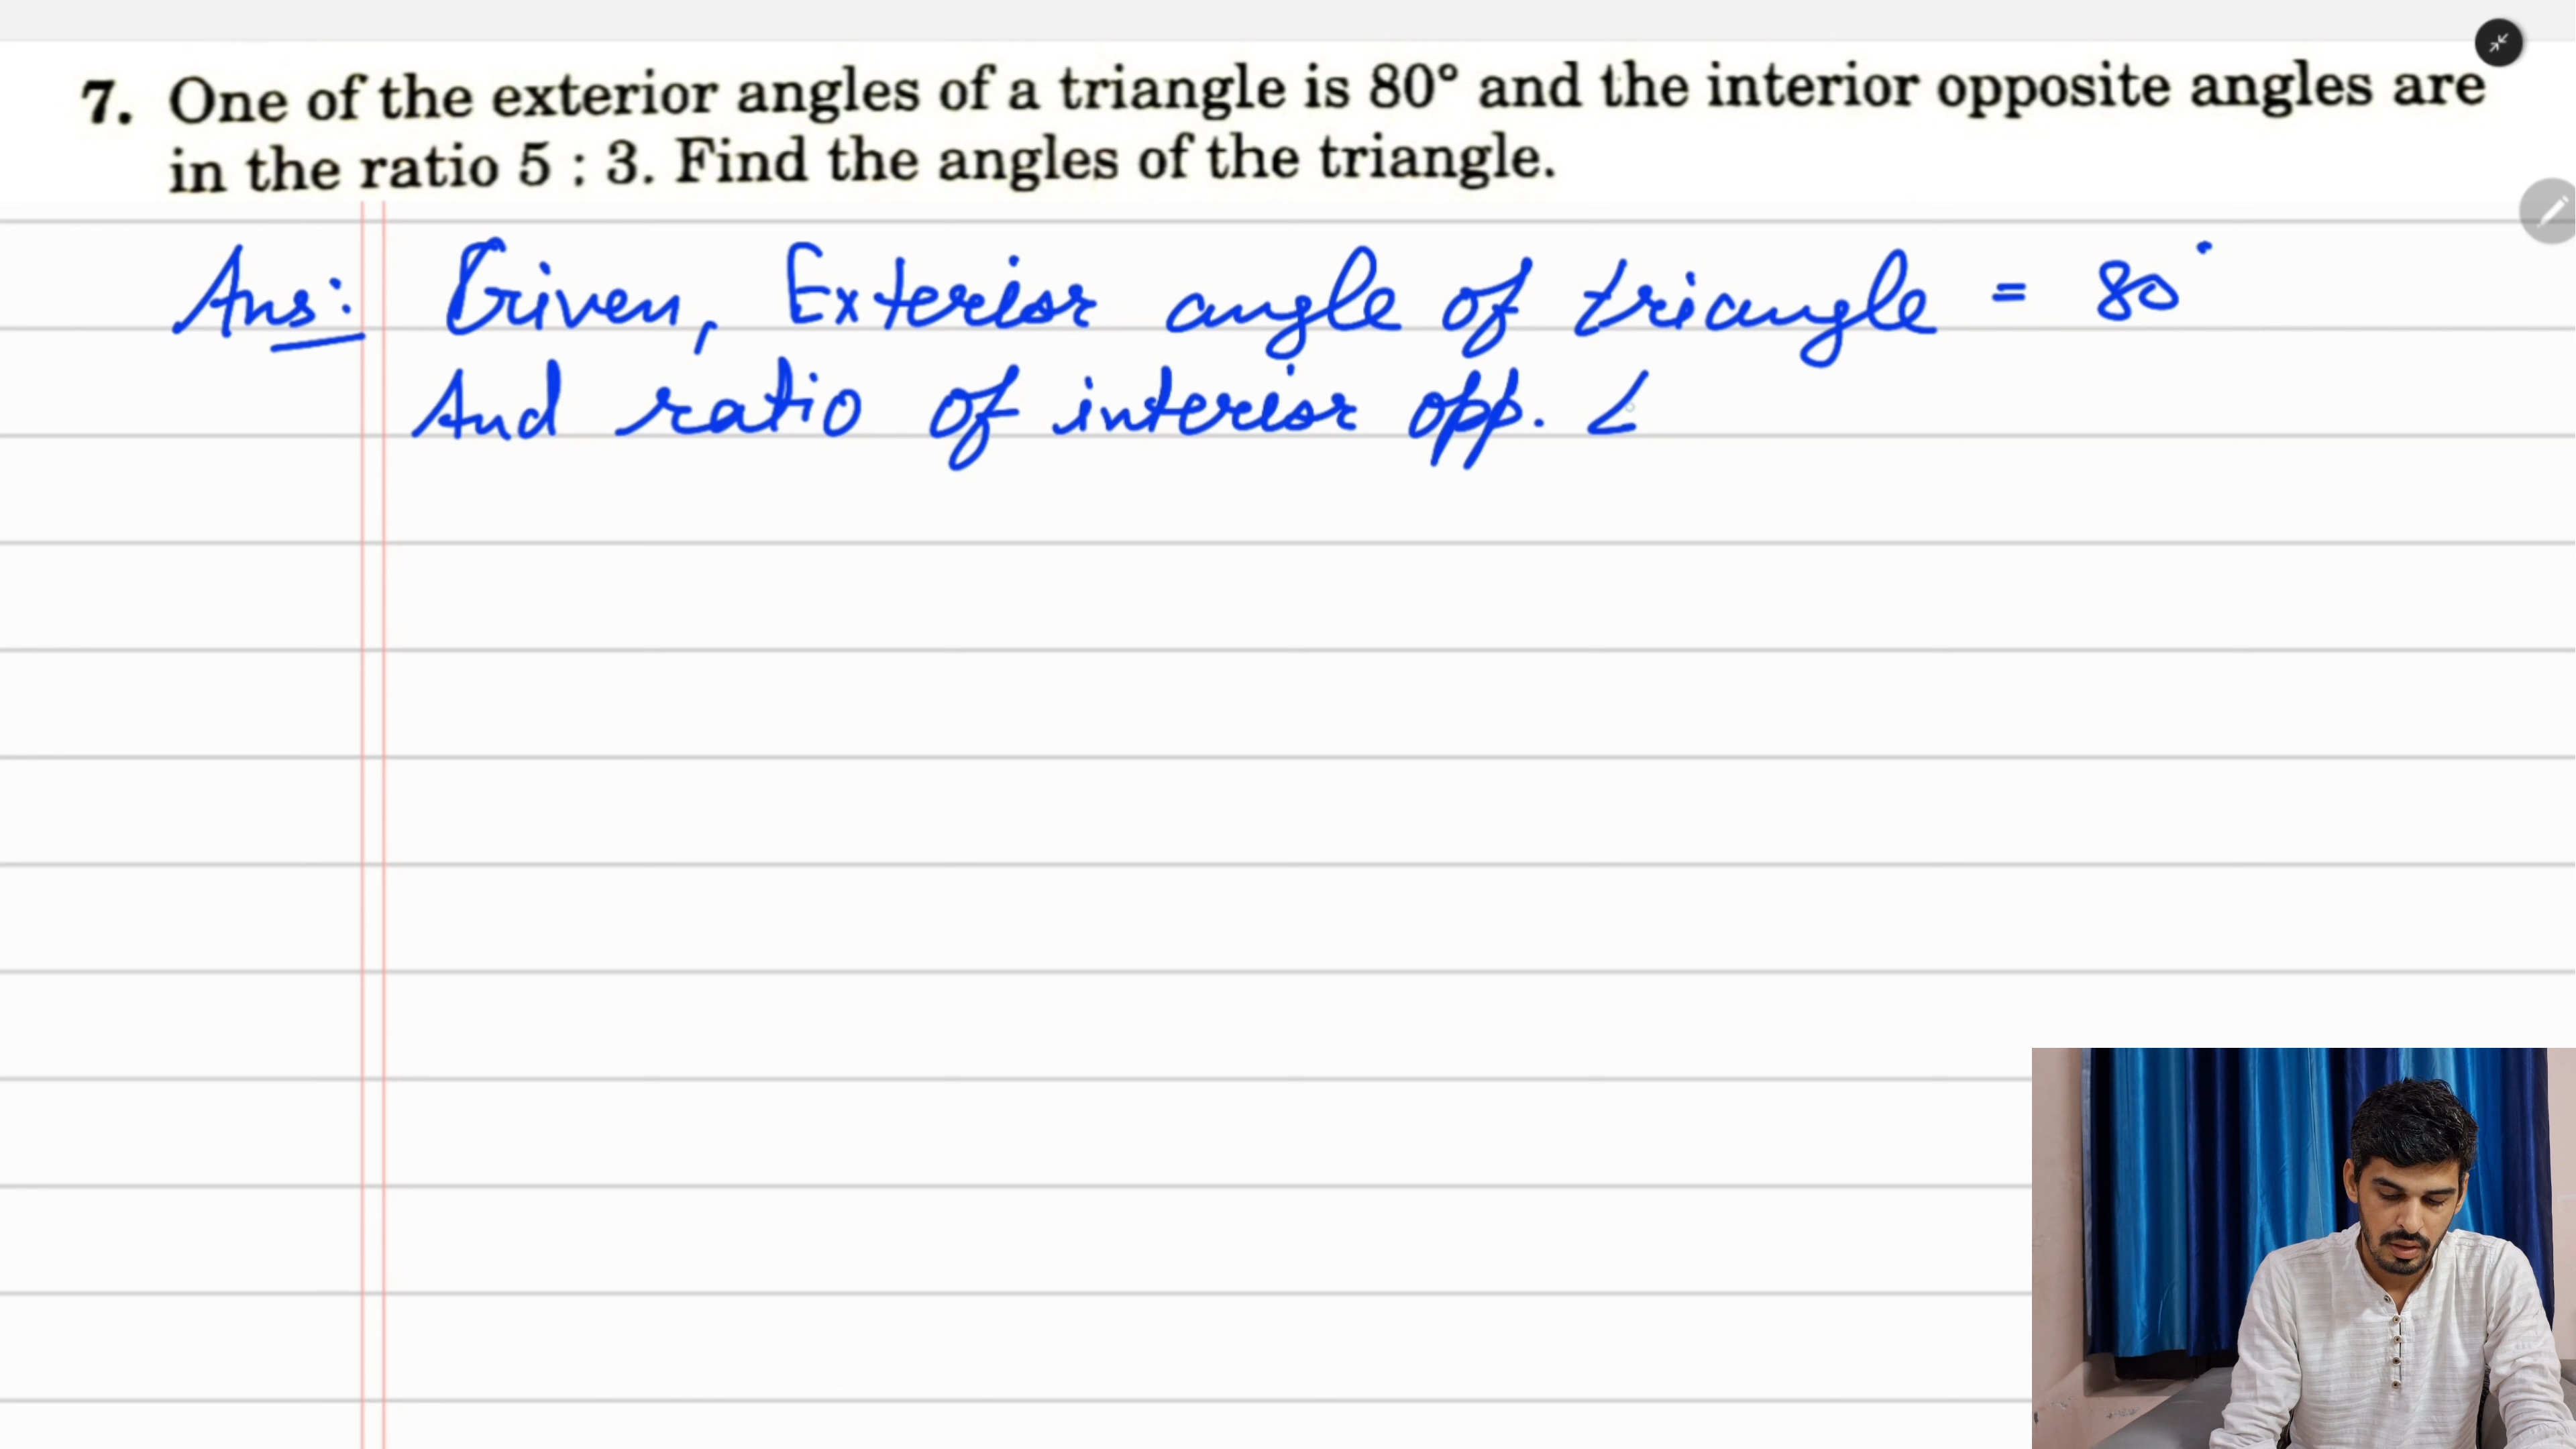 7. One of the exterior angles of a triangle is 80° and the interior opposite angles are
in the ratio 5 : 3. Find the angles of the triangle.
Ans: Given, Exterior angle of triangle = 80°
And ratio of interior opp. ∠